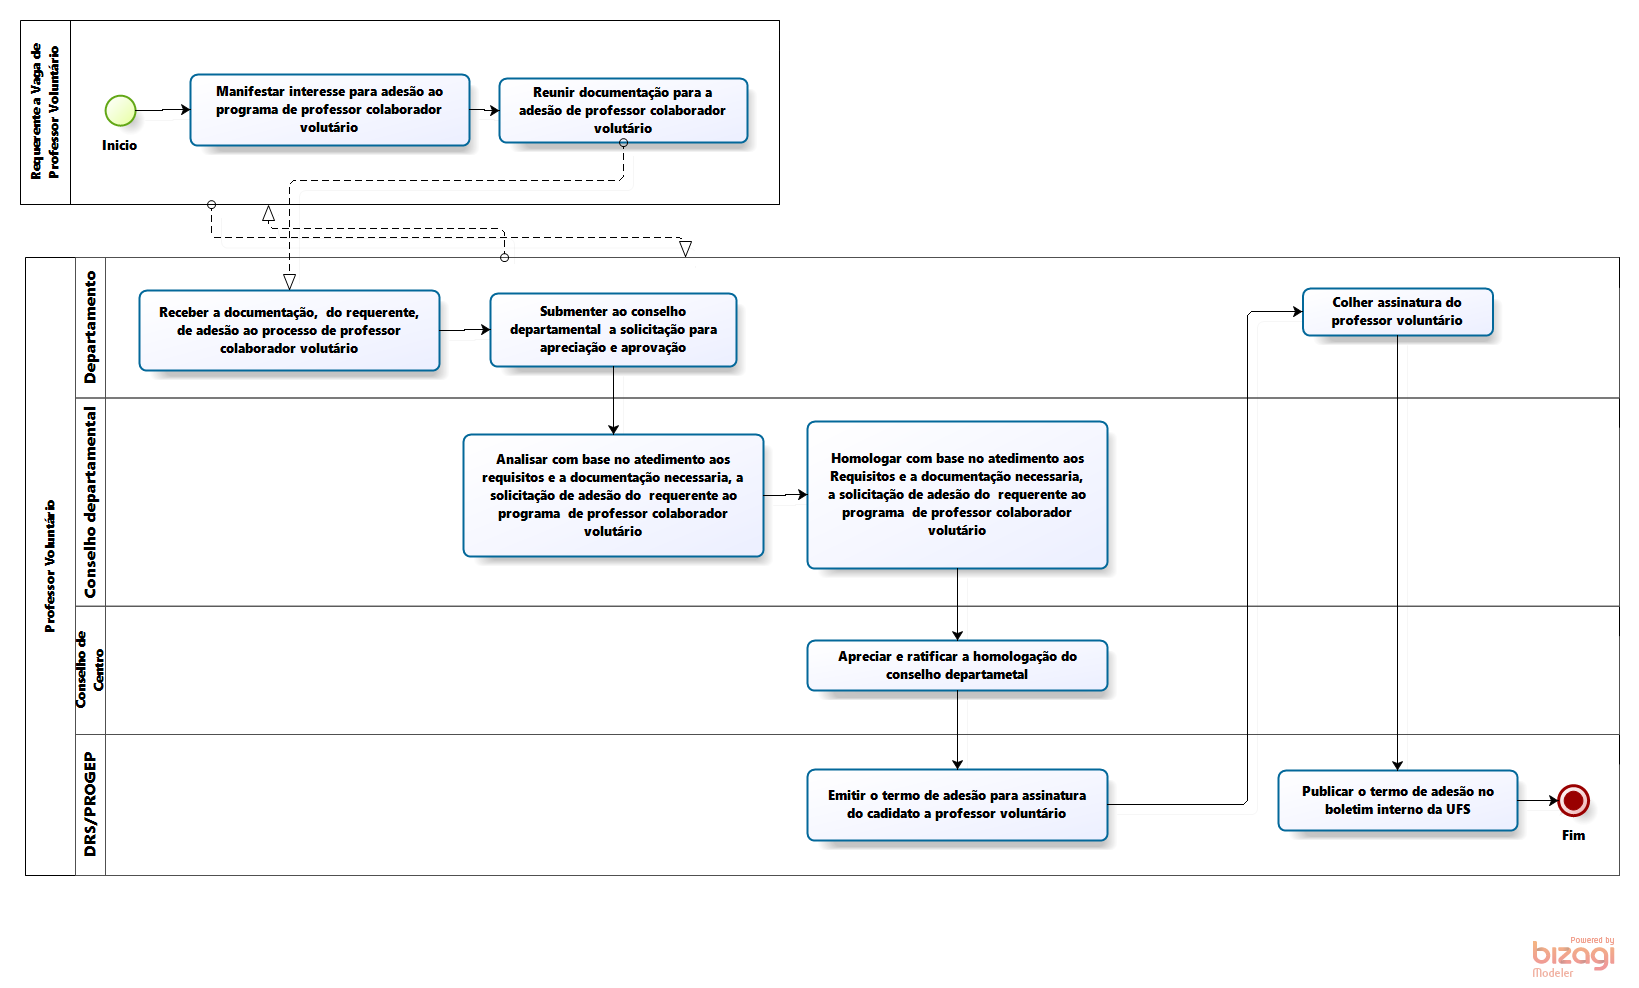 Requerente a Vaga de
Professor Voluntário
Inicio
Manifestar interesse para adesão ao
programa de professor colaborador
volutário
Reunir documentação para a
adesão de professor colaborador
volutário
Professor Voluntário
Departamento
Receber a documentação,  do requerente,
de adesão ao processo de professor
colaborador volutário
Submenter ao conselho
departamental  a solicitação para
apreciação e aprovação
Colher assinatura do
professor voluntário
Conselho departamental
Analisar com base no atedimento aos
requisitos e a documentação necessaria, a
solicitação de adesão do  requerente ao
programa  de professor colaborador
volutário
Homologar com base no atedimento aos
Requisitos e a documentação necessaria,
a solicitação de adesão do  requerente ao
programa  de professor colaborador
volutário
Conselho de
Centro
Apreciar e ratificar a homologação do
conselho departametal
DRS/PROGEP
Emitir o termo de adesão para assinatura
do cadidato a professor voluntário
Publicar o termo de adesão no
boletim interno da UFS
Fim
Powered by
bizagi
Modeler